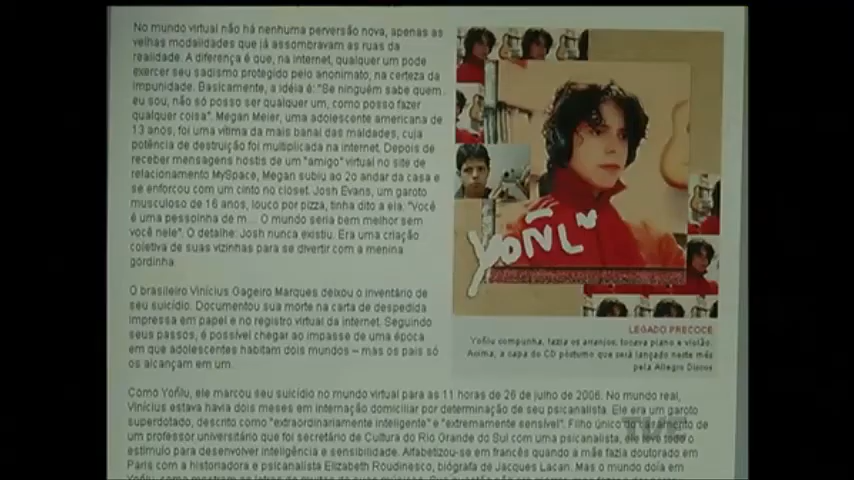 No mundo virtual não há nenhuma perversão nova, apenas as
velhas modalidades que já assombravam as ruas da
realidade. A diferença é que, na internet, qualquer um pode
exercer seu sadismo protegido pelo anonimato, na certeza da
impunidade. Basicamente, a idéia é: "Se ninguém sabe quem
eu sou, não só posso ser qualquer um, como posso fazer
qualquer coisa". Megan Meier, uma adolescente americana de
13 anos, foi uma vítima da mais banal das maldades, cuja
potência de destruição foi multiplicada na internet. Depois de
receber mensagens hostis de um "amigo" virtual no site de
relacionamento MySpace, Megan subiu ao 2o andar da casa e
se enforcou com um cinto no closet. Josh Evans, um garoto
musculoso de 16 anos, louco por pizza, tinha dito a ela: "Você
é uma pessoinha de m... O mundo seria bem melhor sem
você nele". O detalhe: Josh nunca existiu. Era uma criação
coletiva de suas vizinhas para se divertir com a menina
gordinha.
O brasileiro Vinícius Gageiro Marques deixou o inventário de
seu suicídio. Documentou sua morte na carta de despedida
impressa em papel e no registro virtual da internet. Seguindo
seus passos, é possível chegar ao impasse de uma época
em que adolescentes habitam dois mundos – mas os pais só
os alcançam em um.
YOÑLU
LEGADO PRECOCE
Yoñlu compunha, fazia os arranjos, tocava piano e violão.
Acima, a capa do CD póstumo que será lançado neste mês
pela Allegro Discos
Como Yoñlu, ele marcou seu suicídio no mundo virtual para as 11 horas de 26 de julho de 2006. No mundo real,
Vinícius estava havia dois meses em internação domiciliar por determinação de seu psicanalista. Ele era um garoto
superdotado, descrito como "extraordinariamente inteligente" e "extremamente sensível". Filho único do de
um professor universitário que foi secretário de Cultura do Rio Grande do Sul com uma psicanalista, teve todo o
estímulo para desenvolver inteligência e sensibilidade. Alfabetizou-se em francês quando a mãe fazia doutorado em
Paris com a historiadora e psicanalista Elizabeth Roudinesco, biógrafa de Jacques Lacan. Mas o mundo doía em
TVE